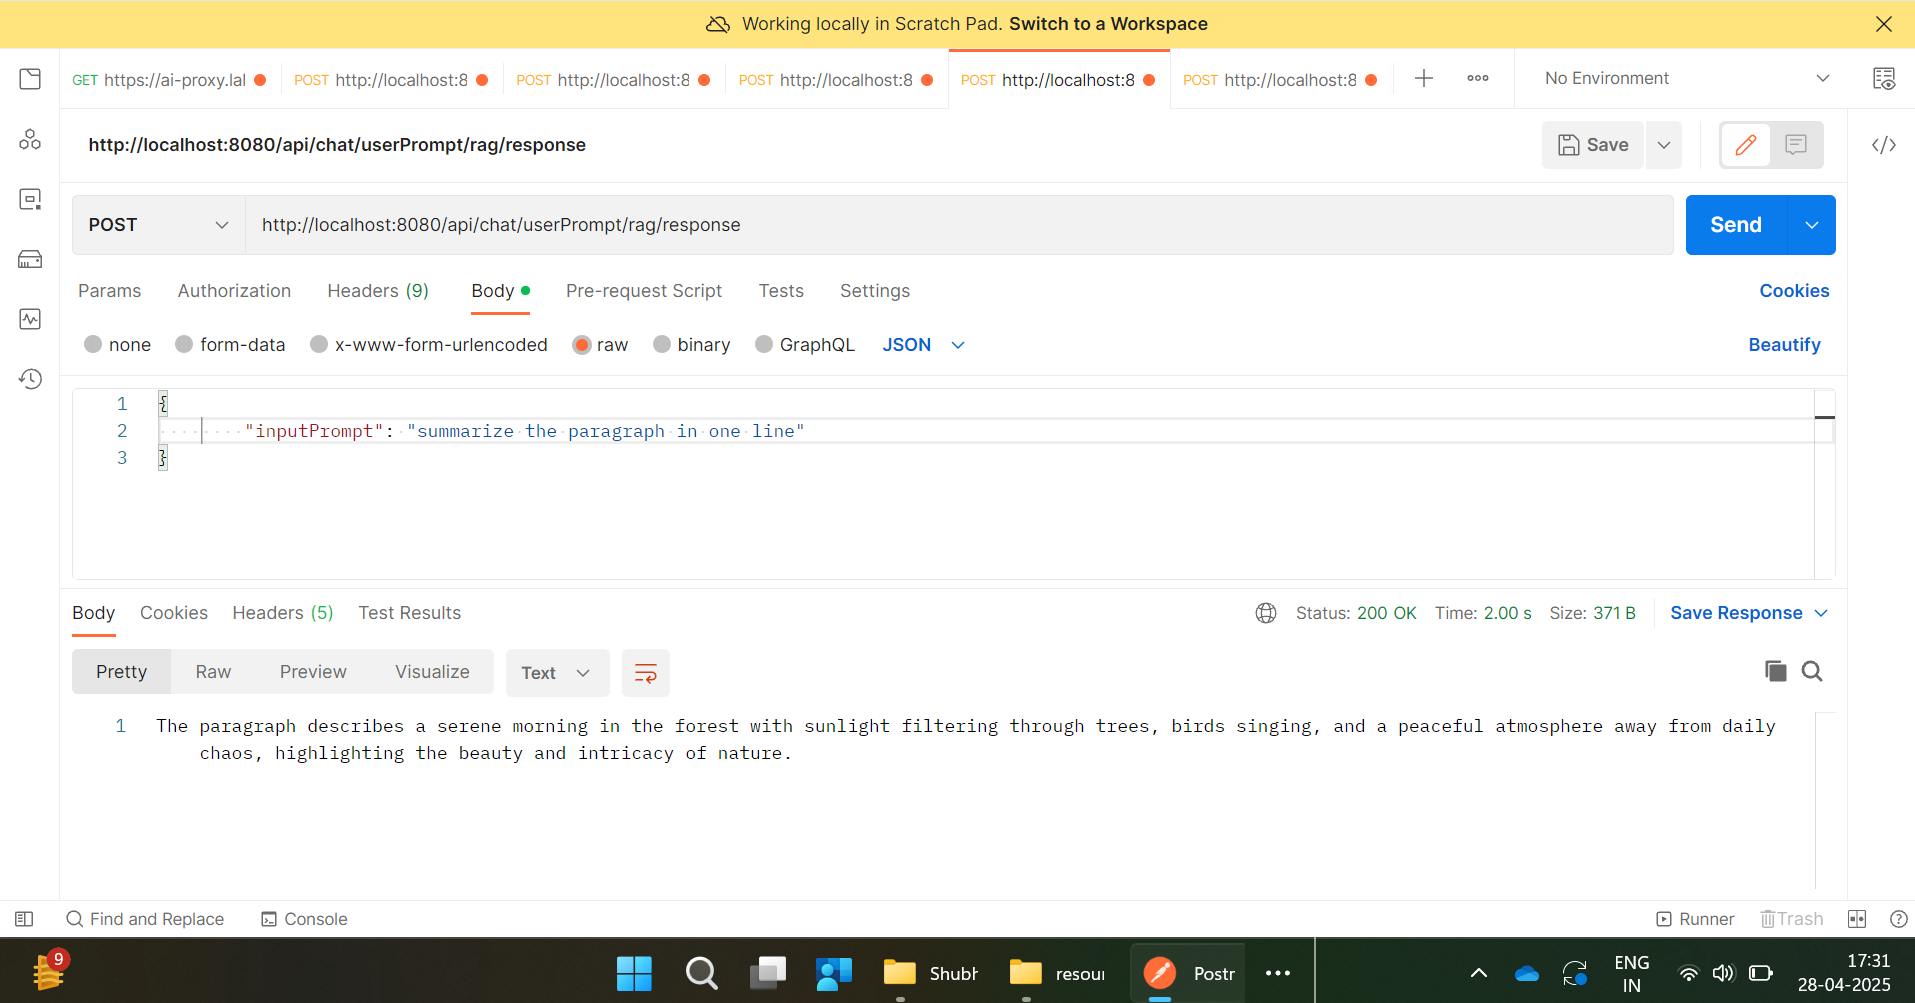 Working locally in Scratch Pad. Switch to a Workspace
GET https://ai-proxy.lal
POST http://localhost:8
POST http://localhost:8
POST http://localhost:8
POST http://localhost:8
POST http://localhost:8
No Environment
http://localhost:8080/api/chat/userPrompt/rag/response
Save
POST
http://localhost:8080/api/chat/userPrompt/rag/response
Send
Params Authorization Headers (9) Body Pre-request Script Tests Settings Cookies
none form-data x-www-form-urlencoded raw binary GraphQL JSON Beautify
1 {
2 "inputPrompt": "summarize the paragraph in one line"
3 }
Body Cookies Headers (5) Test Results Status: 200 OK Time: 2.00 s Size: 371 B Save Response
Pretty Raw Preview Visualize Text
1 The paragraph describes a serene morning in the forest with sunlight filtering through trees, birds singing, and a peaceful atmosphere away from daily
chaos, highlighting the beauty and intricacy of nature.
Find and Replace Console Runner Trash
9
Shubh
resour
Postr
ENG
IN
17:31
28-04-2025